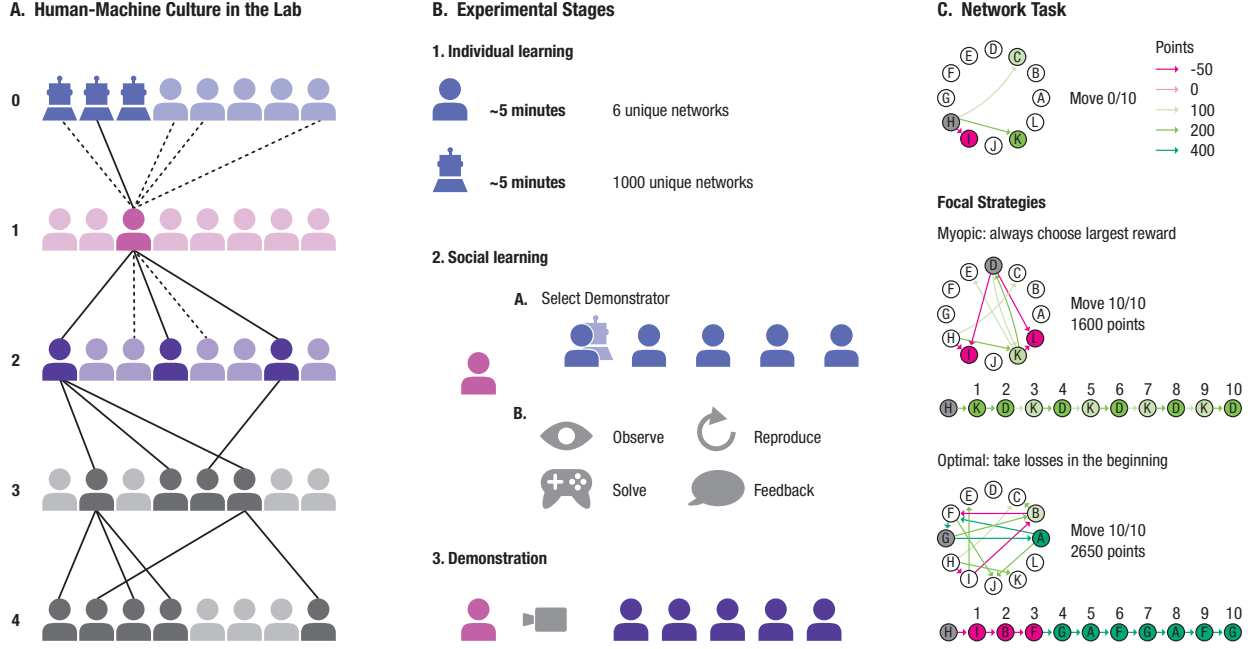 A. Human-Machine Culture in the Lab
0
1
2
3
4
B. Experimental Stages
1. Individual learning
~5 minutes 6 unique networks
~5 minutes 1000 unique networks
2. Social learning
A. Select Demonstrator
B.
Observe Reproduce
Solve Feedback
3. Demonstration
C. Network Task
E D C B A L K J I H G F
Move 0/10
Points
-50
0
100
200
400
Focal Strategies
Myopic: always choose largest reward
E D C B A L K J I H G F
Move 10/10
1600 points
1 2 3 4 5 6 7 8 9 10
H K D K D K D K D K D
Optimal: take losses in the beginning
E D C B A L K J I H G F
Move 10/10
2650 points
1 2 3 4 5 6 7 8 9 10
H I B F G A F G A F G